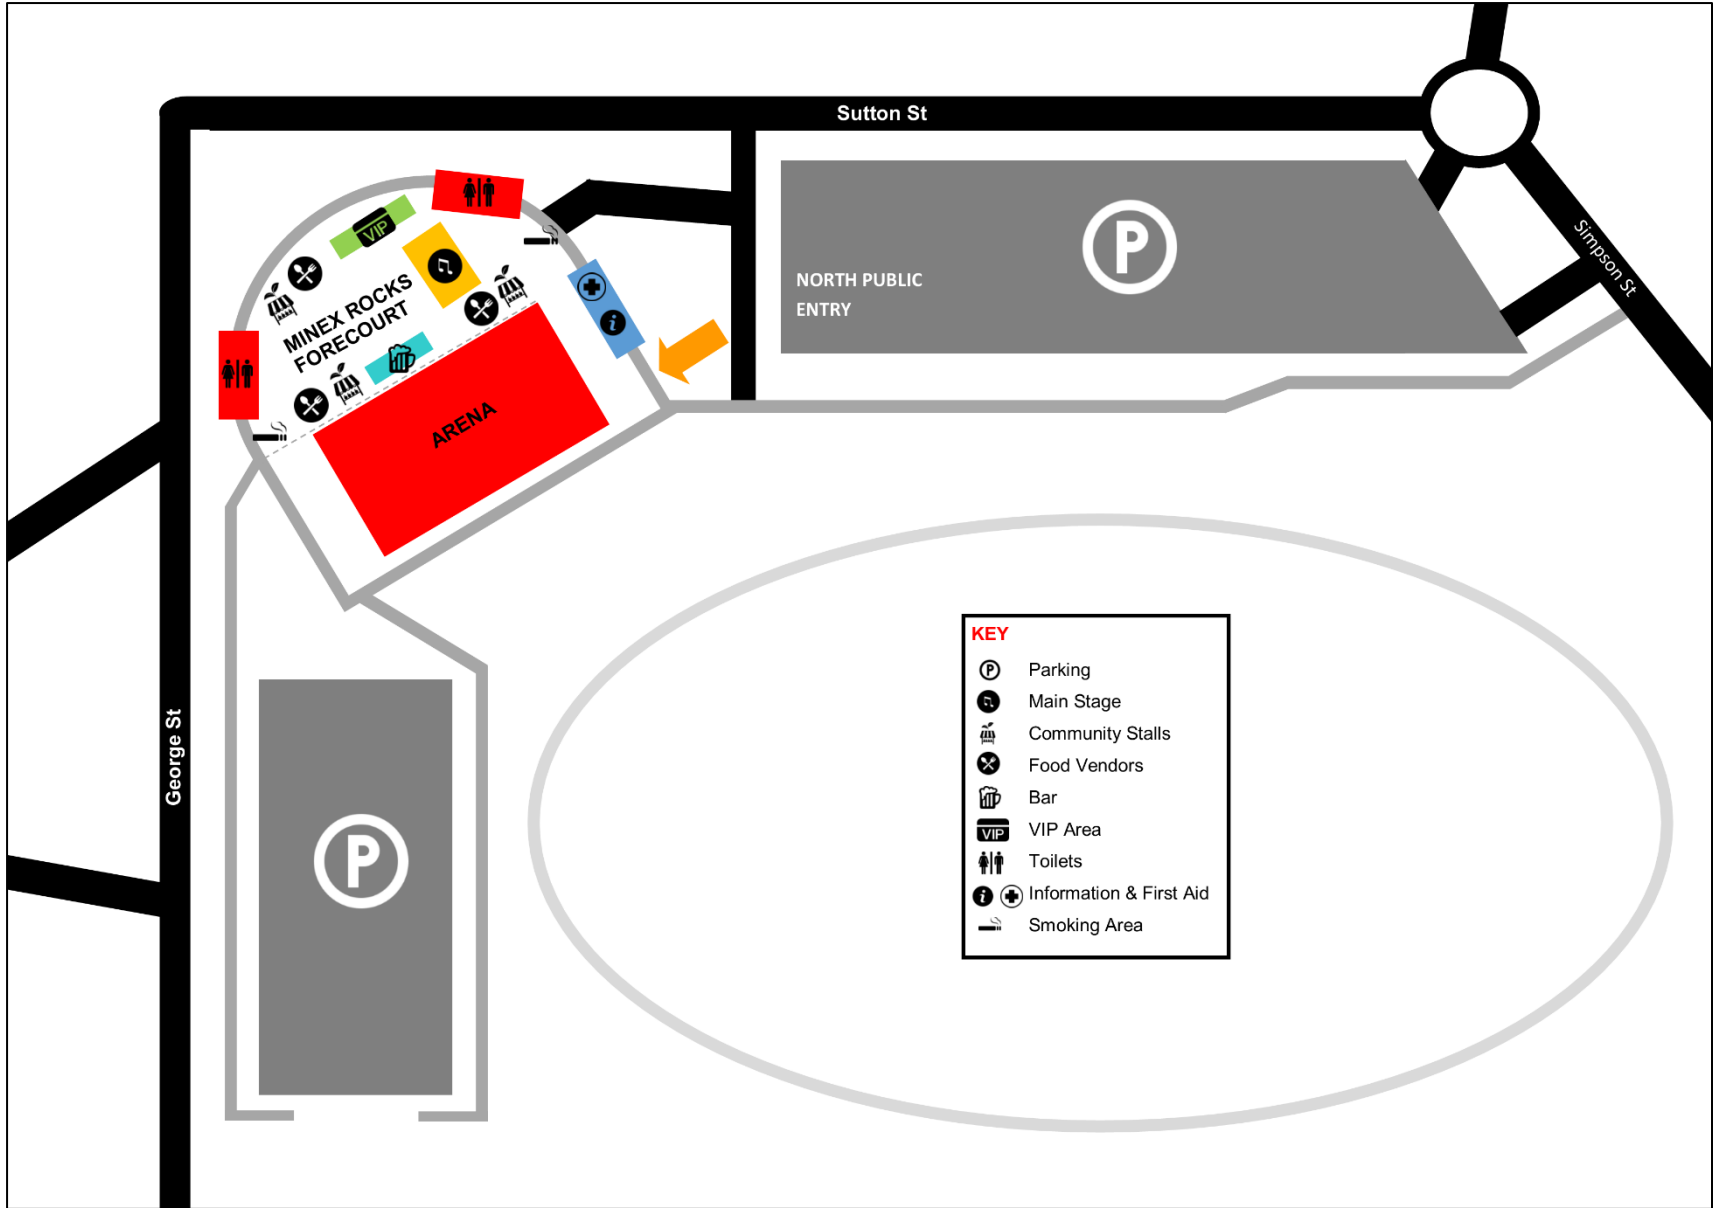 Sutton St
Simpson St
P
NORTH PUBLIC
ENTRY
VIP
MINEX ROCKS
FORECOURT
i
ARENA
George St
P
KEY
P Parking
Main Stage
Community Stalls
Food Vendors
Bar
VIP VIP Area
Toilets
i Information & First Aid
Smoking Area